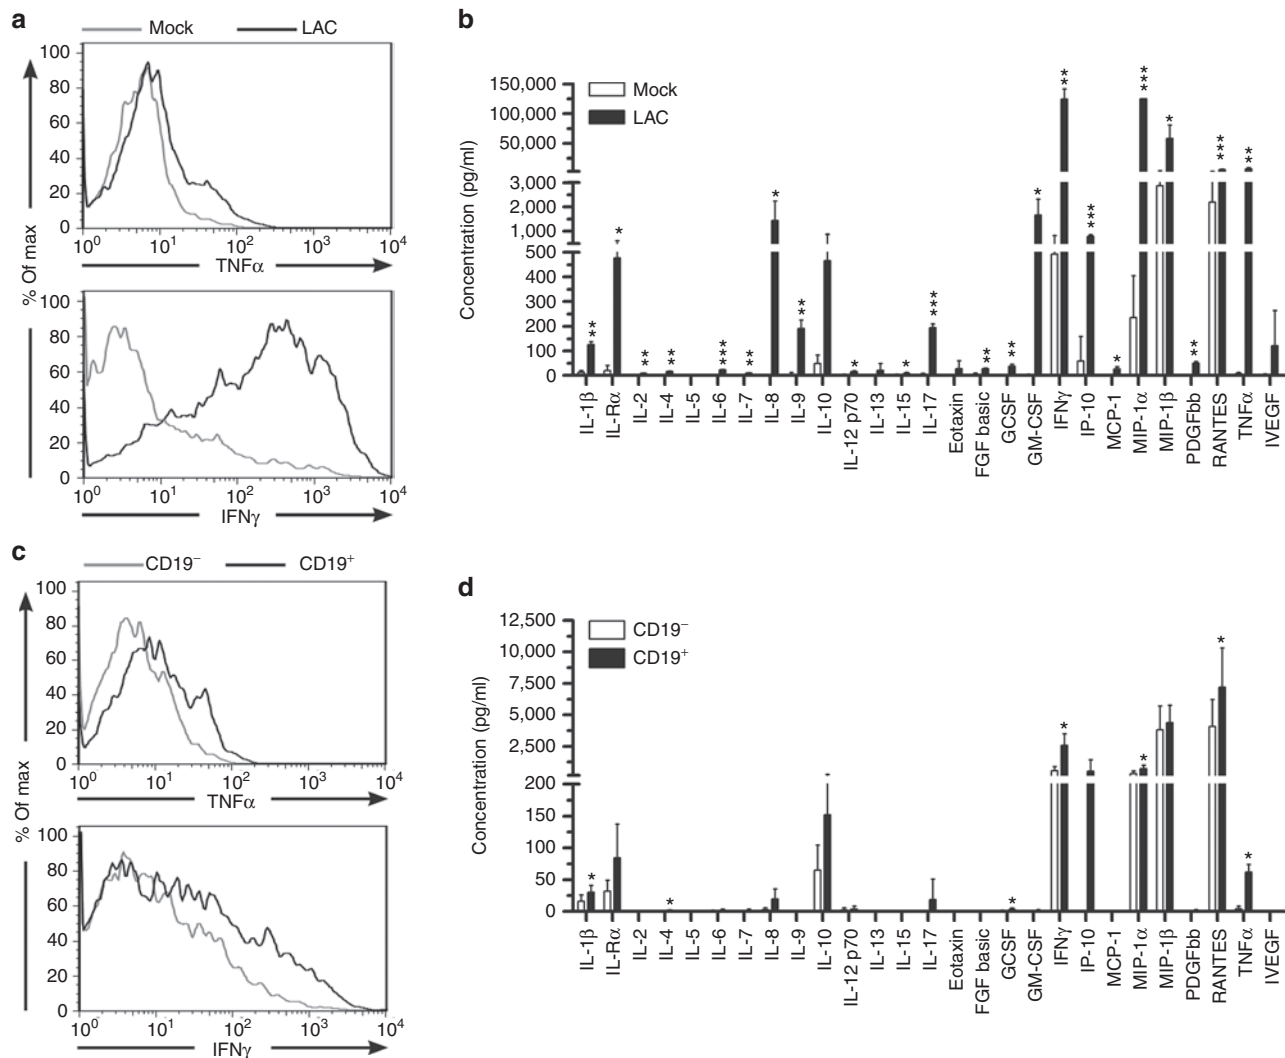 a
Mock LAC
100
80
60
40
20
0
10⁰ 10¹ 10² 10³ 10⁴
TNFα
% Of max
100
80
60
40
20
0
10⁰ 10¹ 10² 10³ 10⁴
IFNγ
b
Concentration (pg/ml)
150,000
100,000
50,000
3,000
2,000
1,000
500
400
300
200
100
0
Mock
LAC
** * ** ** *** ** * ** * * *** ** ** * ** *** * *** * ** *** **
IL-1β
IL-Rα
IL-2
IL-4
IL-5
IL-6
IL-7
IL-8
IL-9
IL-10
IL-12 p70
IL-13
IL-15
IL-17
Eotaxin
FGF basic
GCSF
GM-CSF
IFNγ
IP-10
MCP-1
MIP-1α
MIP-1β
PDGFbb
RANTES
TNFα
IVEGF
c
CD19⁻ CD19⁺
100
80
60
40
20
0
10⁰ 10¹ 10² 10³ 10⁴
TNFα
% Of max
100
80
60
40
20
0
10⁰ 10¹ 10² 10³ 10⁴
IFNγ
d
Concentration (pg/ml)
12,500
10,000
7,500
5,000
2,500
200
150
100
50
0
CD19⁻
CD19⁺
* * * * * * *
IL-1β
IL-Rα
IL-2
IL-4
IL-5
IL-6
IL-7
IL-8
IL-9
IL-10
IL-12 p70
IL-13
IL-15
IL-17
Eotaxin
FGF basic
GCSF
GM-CSF
IFNγ
IP-10
MCP-1
MIP-1α
MIP-1β
PDGFbb
RANTES
TNFα
IVEGF